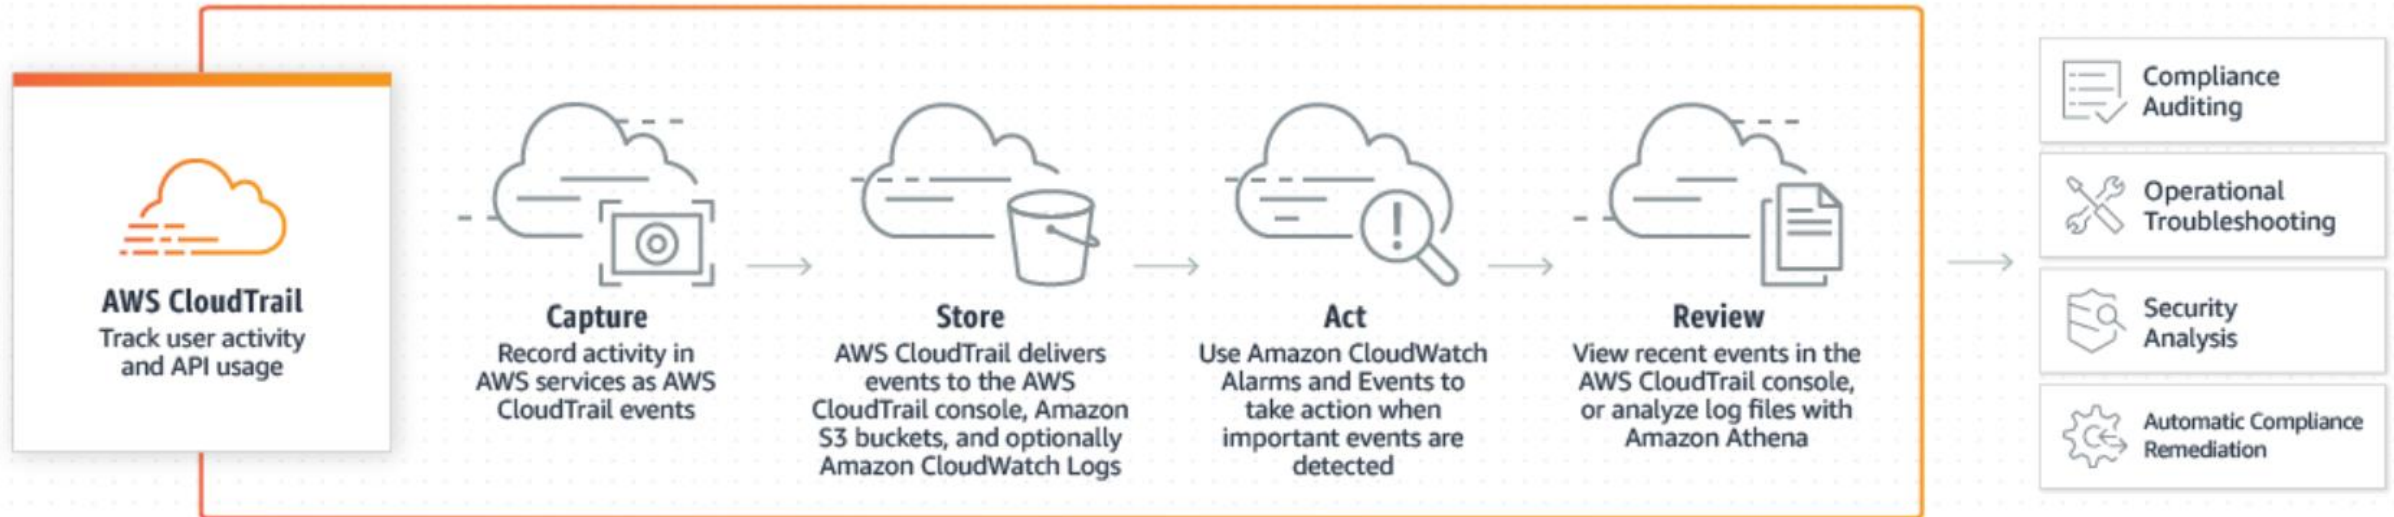 AWS CloudTrail
Track user activity
and API usage
Capture
Record activity in
AWS services as AWS
CloudTrail events
Store
AWS CloudTrail delivers
events to the AWS
CloudTrail console, Amazon
S3 buckets, and optionally
Amazon CloudWatch Logs
Act
Use Amazon CloudWatch
Alarms and Events to
take action when
important events are
detected
Review
View recent events in the
AWS CloudTrail console,
or analyze log files with
Amazon Athena
Compliance
Auditing
Operational
Troubleshooting
Security
Analysis
Automatic Compliance
Remediation